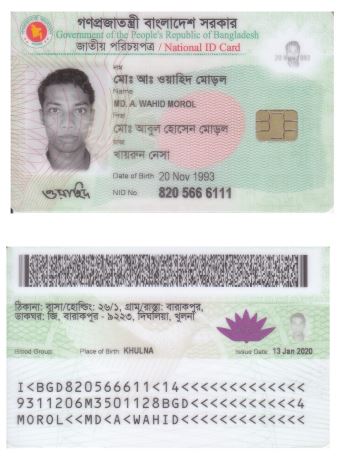 গণপ্রজাতন্ত্রী বাংলাদেশ সরকার
Government of the People's Republic of Bangladesh
জাতীয় পরিচয়পত্র / National ID Card
20 Nov 1993
নাম
মোঃ আঃ ওয়াহিদ মোড়ল
Name
MD. A. WAHID MOROL
পিতা
মোঃ আবুল হোসেন মোড়ল
মাতা
খায়রুন নেসা
Date of Birth 20 Nov 1993
ওয়াহিদ
NID No. 820 566 6111
ঠিকানা: বাসা/হোল্ডিং: ২৬/১, গ্রাম/রাস্তা: বারাকপুর,
ডাকঘর: জি, বারাকপুর - ৯২২৩, দিঘলিয়া, খুলনা
Blood Group: Place of Birth: KHULNA Issue Date: 13 Jan 2020
I<BGD820566611<14<<<<<<<<<<<<<
9311206M3501128BGD<<<<<<<<<<<4
MOROL<<MD<A<WAHID<<<<<<<<<<<<<